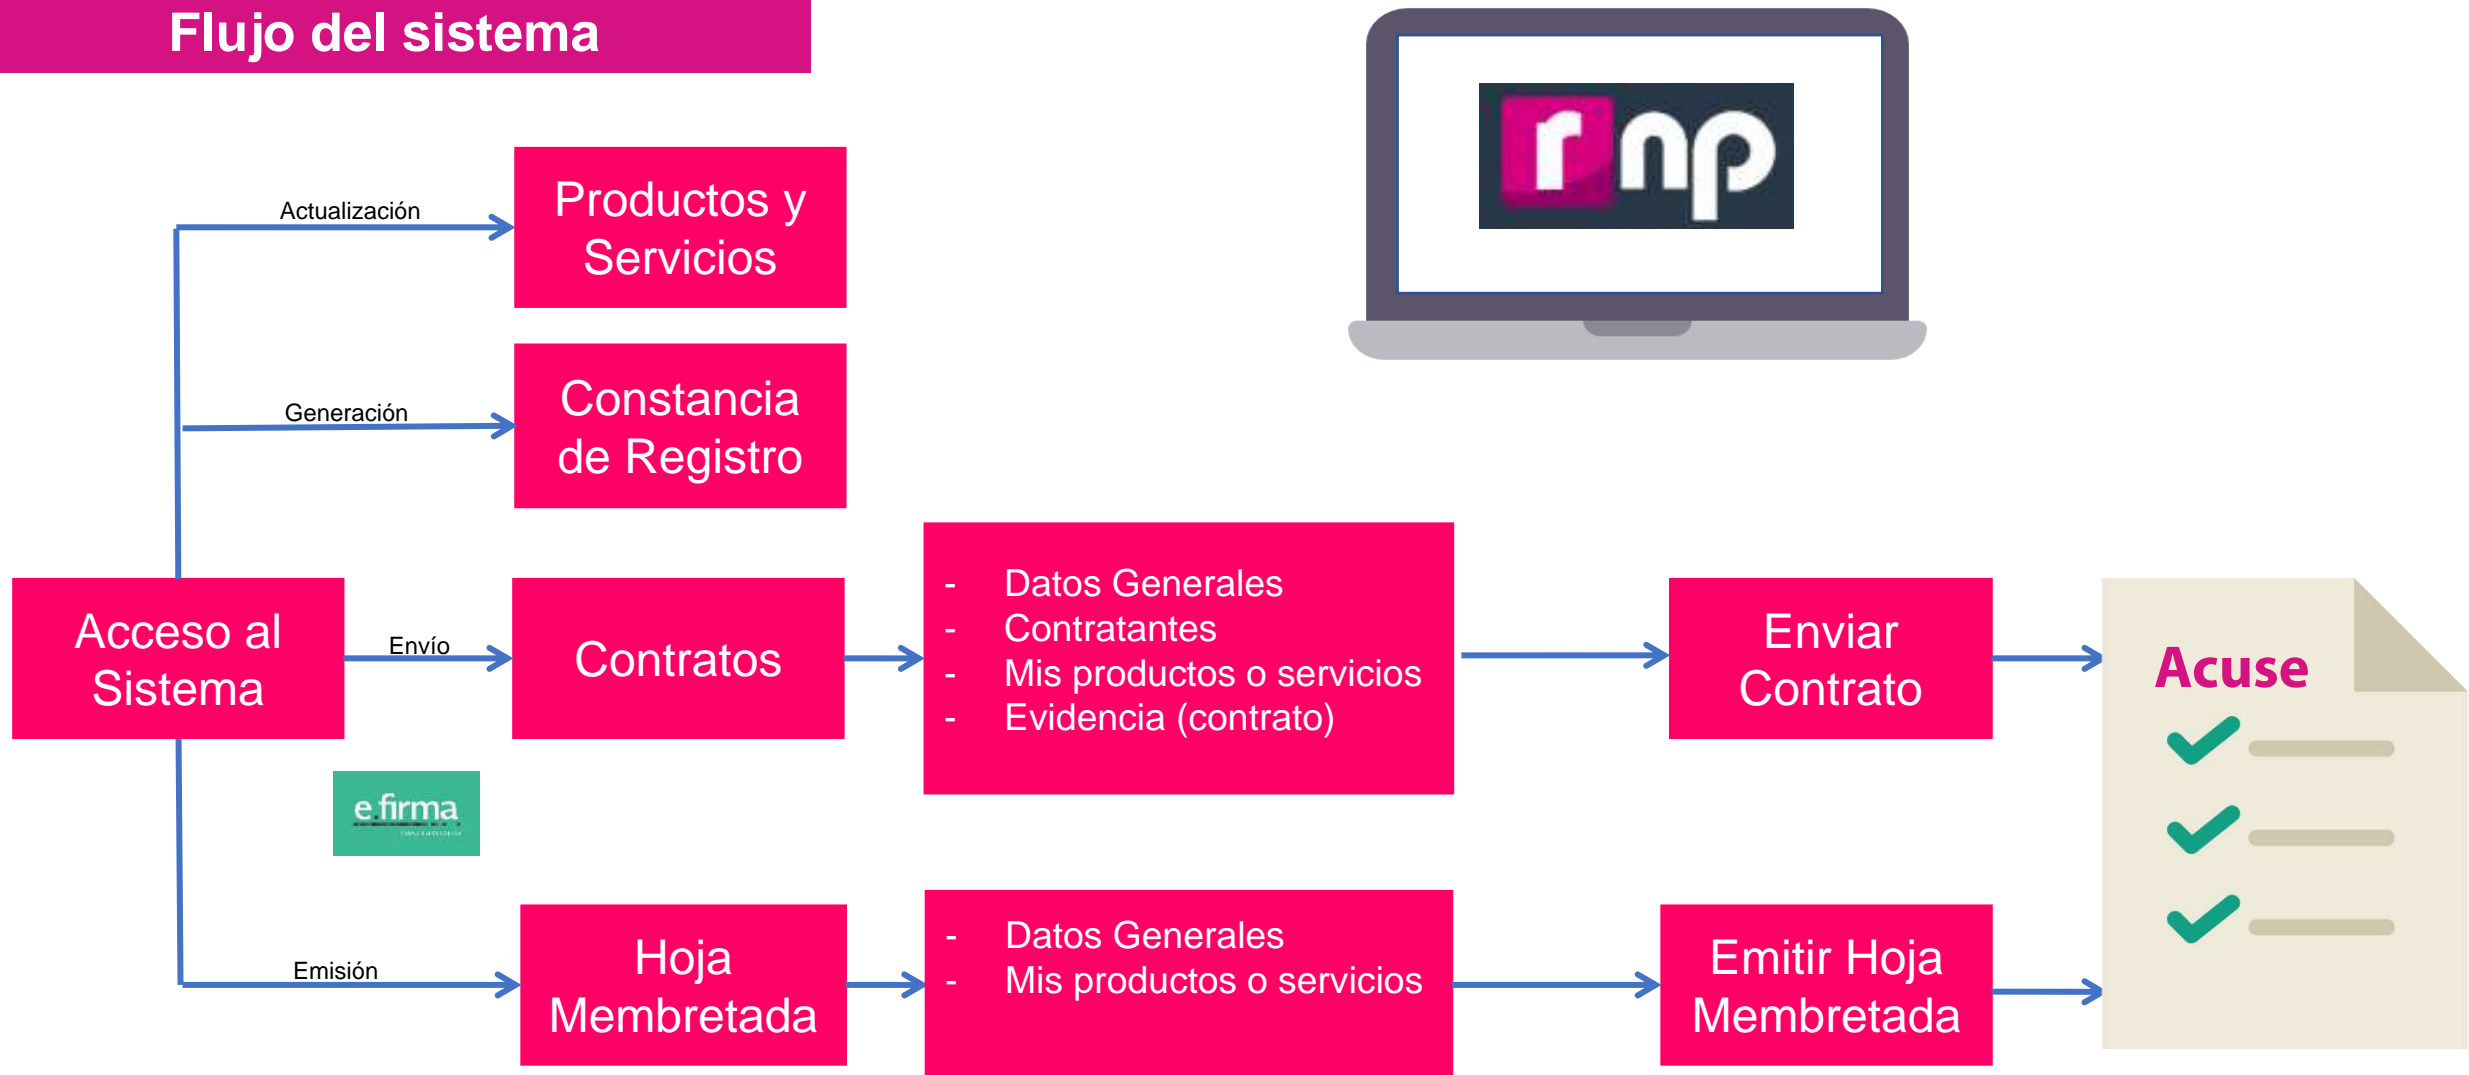 Flujo del sistema
rnp
Actualización
Productos y
Servicios
Generación
Constancia
de Registro
Acceso al
Sistema
Envío
Contratos
- Datos Generales
- Contratantes
- Mis productos o servicios
- Evidencia (contrato)
Enviar
Contrato
Acuse
e.firma
Emisión
Hoja
Membretada
- Datos Generales
- Mis productos o servicios
Emitir Hoja
Membretada